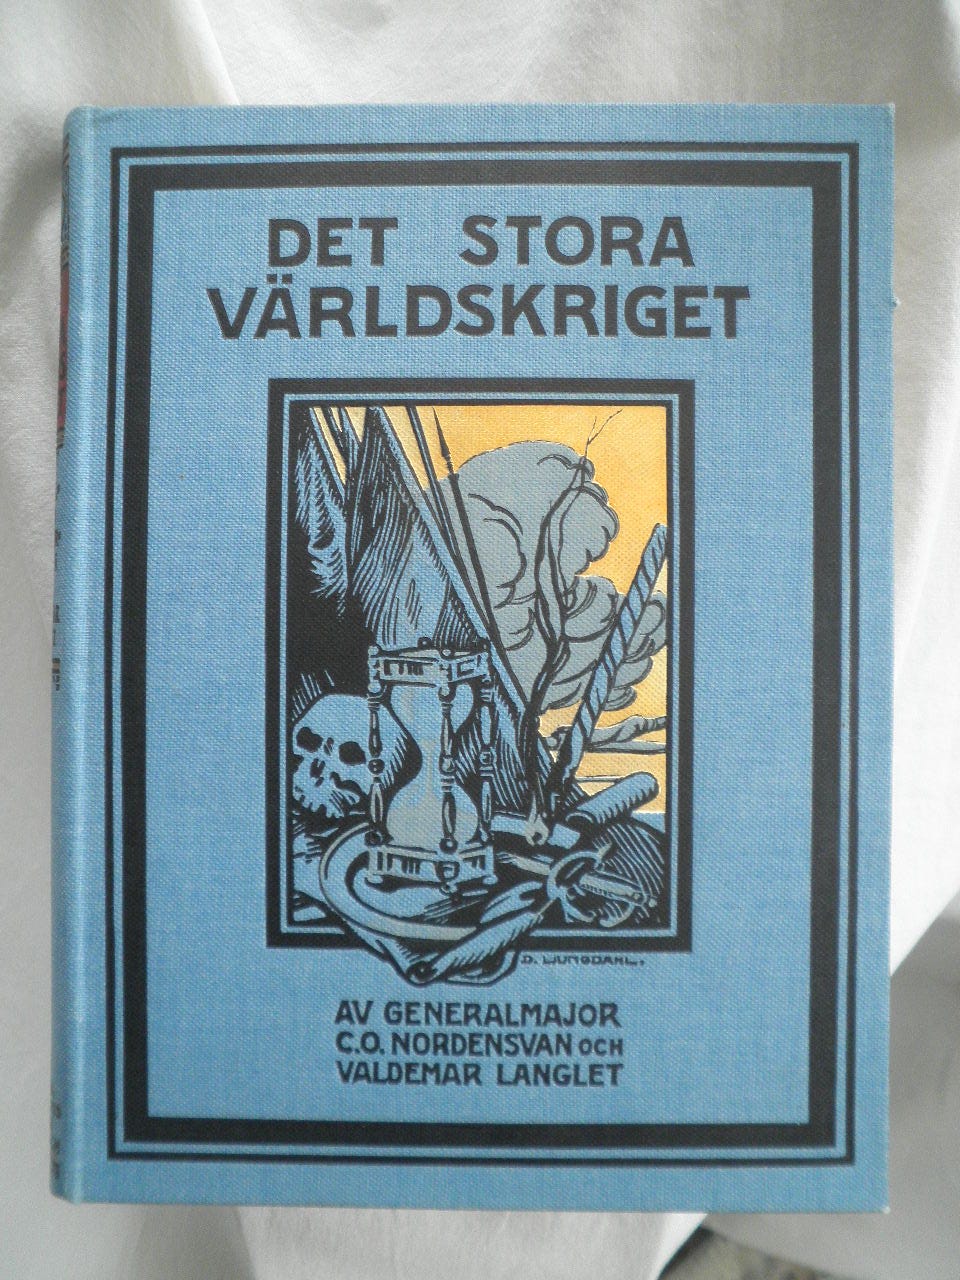 DET STORA
VÄRLDSKRIGET
D. LJUNGDAHL.
AV GENERALMAJOR
C.O. NORDENSVAN OCH
VALDEMAR LANGLET